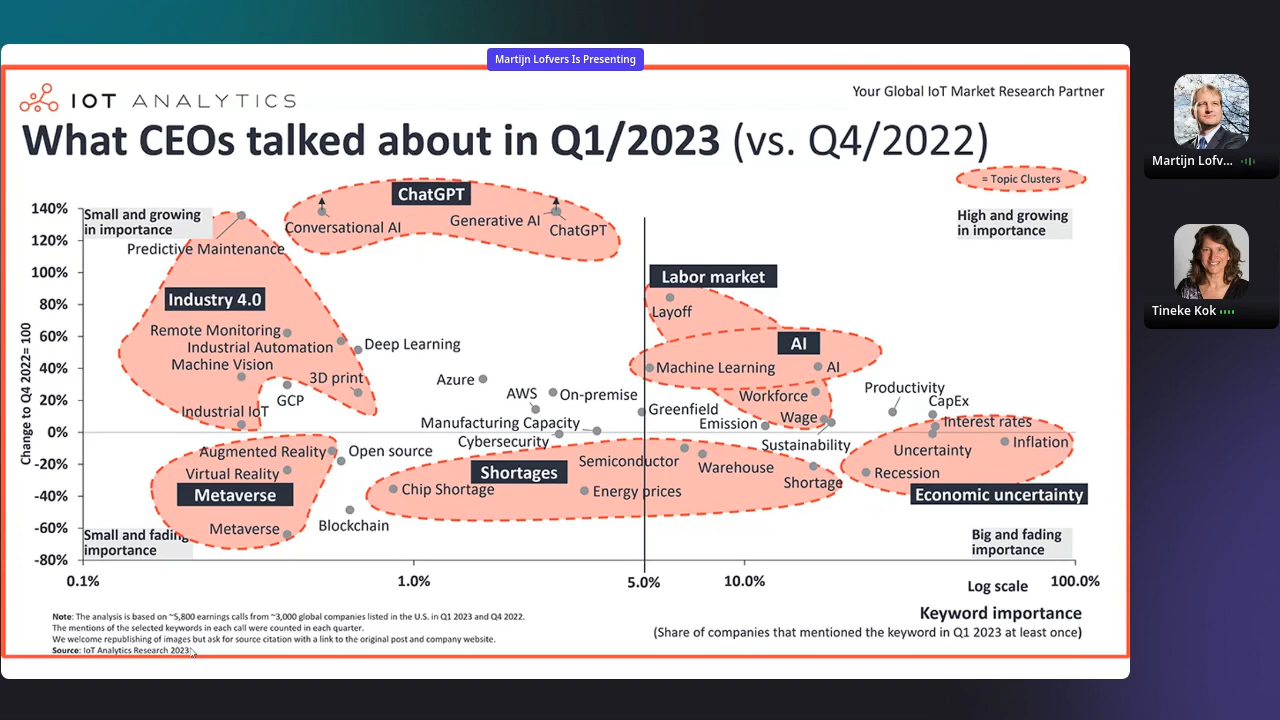 Martijn Lofvers Is Presenting
IOT ANALYTICS
Your Global IoT Market Research Partner
What CEOs talked about in Q1/2023 (vs. Q4/2022)
= Topic Clusters
ChatGPT
140%
Small and growing
in importance
Conversational AI
Generative AI
ChatGPT
High and growing
in importance
120%
Predictive Maintenance
100%
Labor market
80%
Industry 4.0
Layoff
60%
Remote Monitoring
Industrial Automation
Deep Learning
AI
40%
Machine Vision
3D print
Azure
Machine Learning
AI
20%
GCP
AWS
On-premise
Workforce
Productivity
CapEx
Industrial IoT
Manufacturing Capacity
Greenfield
Emission
Wage
Interest rates
0%
Cybersecurity
Sustainability
Inflation
Augmented Reality
Open source
Uncertainty
-20%
Virtual Reality
Shortages
Semiconductor
Warehouse
Shortage
Recession
-40%
Metaverse
Chip Shortage
Energy prices
Economic uncertainty
-60%
Metaverse
Blockchain
Small and fading
importance
Big and fading
importance
-80%
Change to Q4 2022= 100
0.1%
1.0%
5.0%
10.0%
Log scale
100.0%
Keyword importance
(Share of companies that mentioned the keyword in Q1 2023 at least once)
Note: The analysis is based on ~5,800 earnings calls from ~3,000 global companies listed in the U.S. in Q1 2023 and Q4 2022.
The mentions of the selected keywords in each call were counted in each quarter.
We welcome republishing of images but ask for source citation with a link to the original post and company website.
Source: IoT Analytics Research 2023
Martijn Lofv...
Tineke Kok